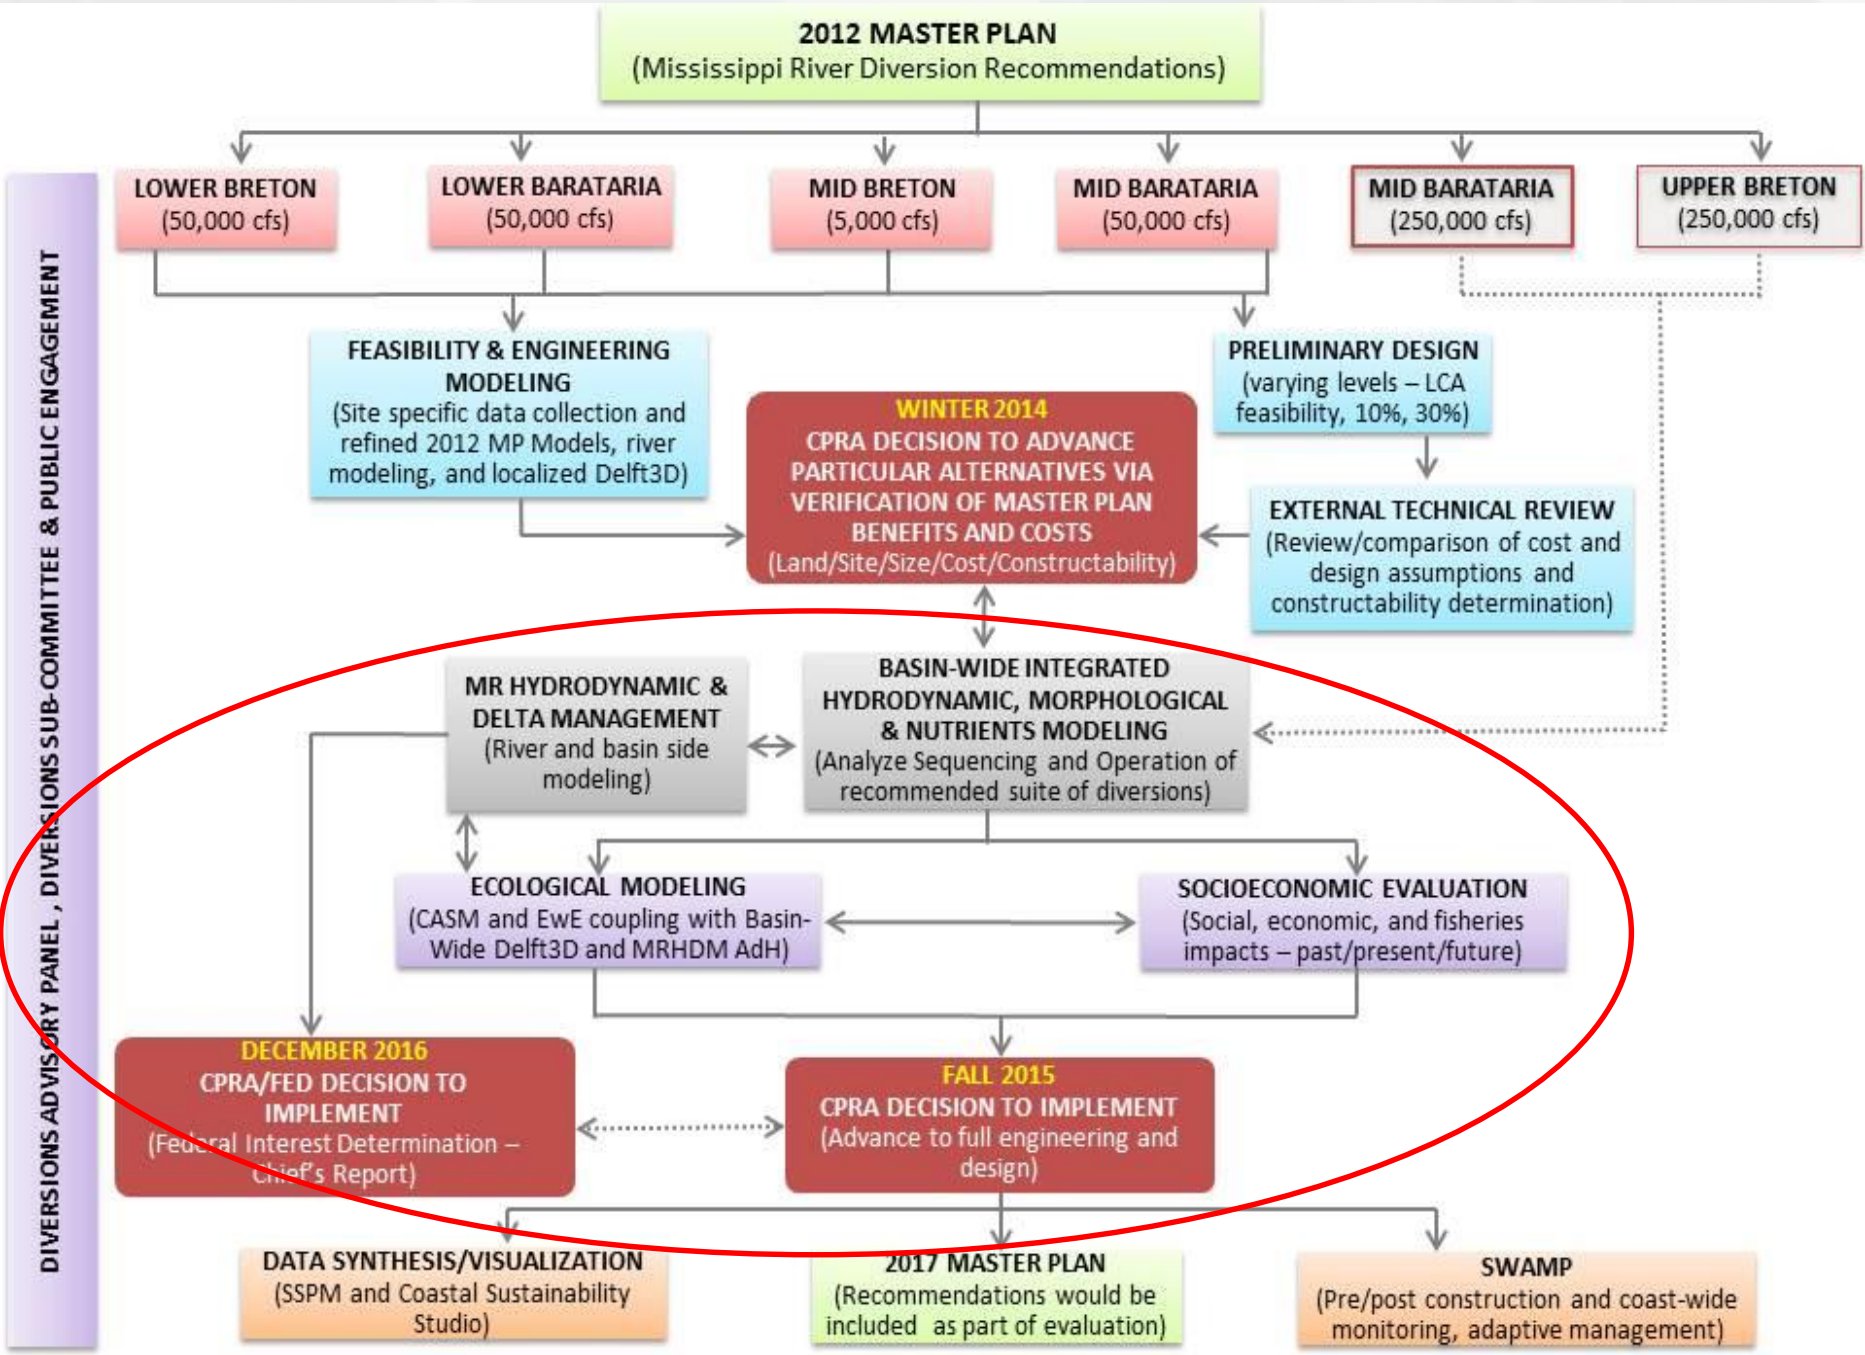 2012 MASTER PLAN
(Mississippi River Diversion Recommendations)
LOWER BRETON
(50,000 cfs)
LOWER BARATARIA
(50,000 cfs)
MID BRETON
(5,000 cfs)
MID BARATARIA
(50,000 cfs)
MID BARATARIA
(250,000 cfs)
UPPER BRETON
(250,000 cfs)
DIVERSIONS ADVISORY PANEL , DIVERSIONS SUB-COMMITTEE & PUBLIC ENGAGEMENT
FEASIBILITY & ENGINEERING
MODELING
(Site specific data collection and
refined 2012 MP Models, river
modeling, and localized Delft3D)
PRELIMINARY DESIGN
(varying levels – LCA
feasibility, 10%, 30%)
WINTER 2014
CPRA DECISION TO ADVANCE
PARTICULAR ALTERNATIVES VIA
VERIFICATION OF MASTER PLAN
BENEFITS AND COSTS
(Land/Site/Size/Cost/Constructability)
EXTERNAL TECHNICAL REVIEW
(Review/comparison of cost and
design assumptions and
constructability determination)
MR HYDRODYNAMIC &
DELTA MANAGEMENT
(River and basin side
modeling)
BASIN-WIDE INTEGRATED
HYDRODYNAMIC, MORPHOLOGICAL
& NUTRIENTS MODELING
(Analyze Sequencing and Operation of
recommended suite of diversions)
ECOLOGICAL MODELING
(CASM and EwE coupling with Basin-
Wide Delft3D and MRHDM AdH)
SOCIOECONOMIC EVALUATION
(Social, economic, and fisheries
impacts – past/present/future)
DECEMBER 2016
CPRA/FED DECISION TO
IMPLEMENT
(Federal Interest Determination –
Chief's Report)
FALL 2015
CPRA DECISION TO IMPLEMENT
(Advance to full engineering and
design)
DATA SYNTHESIS/VISUALIZATION
(SSPM and Coastal Sustainability
Studio)
2017 MASTER PLAN
(Recommendations would be
included as part of evaluation)
SWAMP
(Pre/post construction and coast-wide
monitoring, adaptive management)